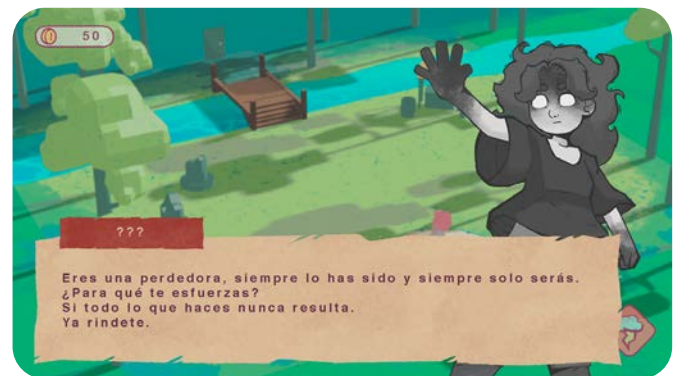 50
???
Eres una perdedora, siempre lo has sido y siempre solo serás.
¿Para qué te esfuerzas?
Si todo lo que haces nunca resulta.
Ya rindete.